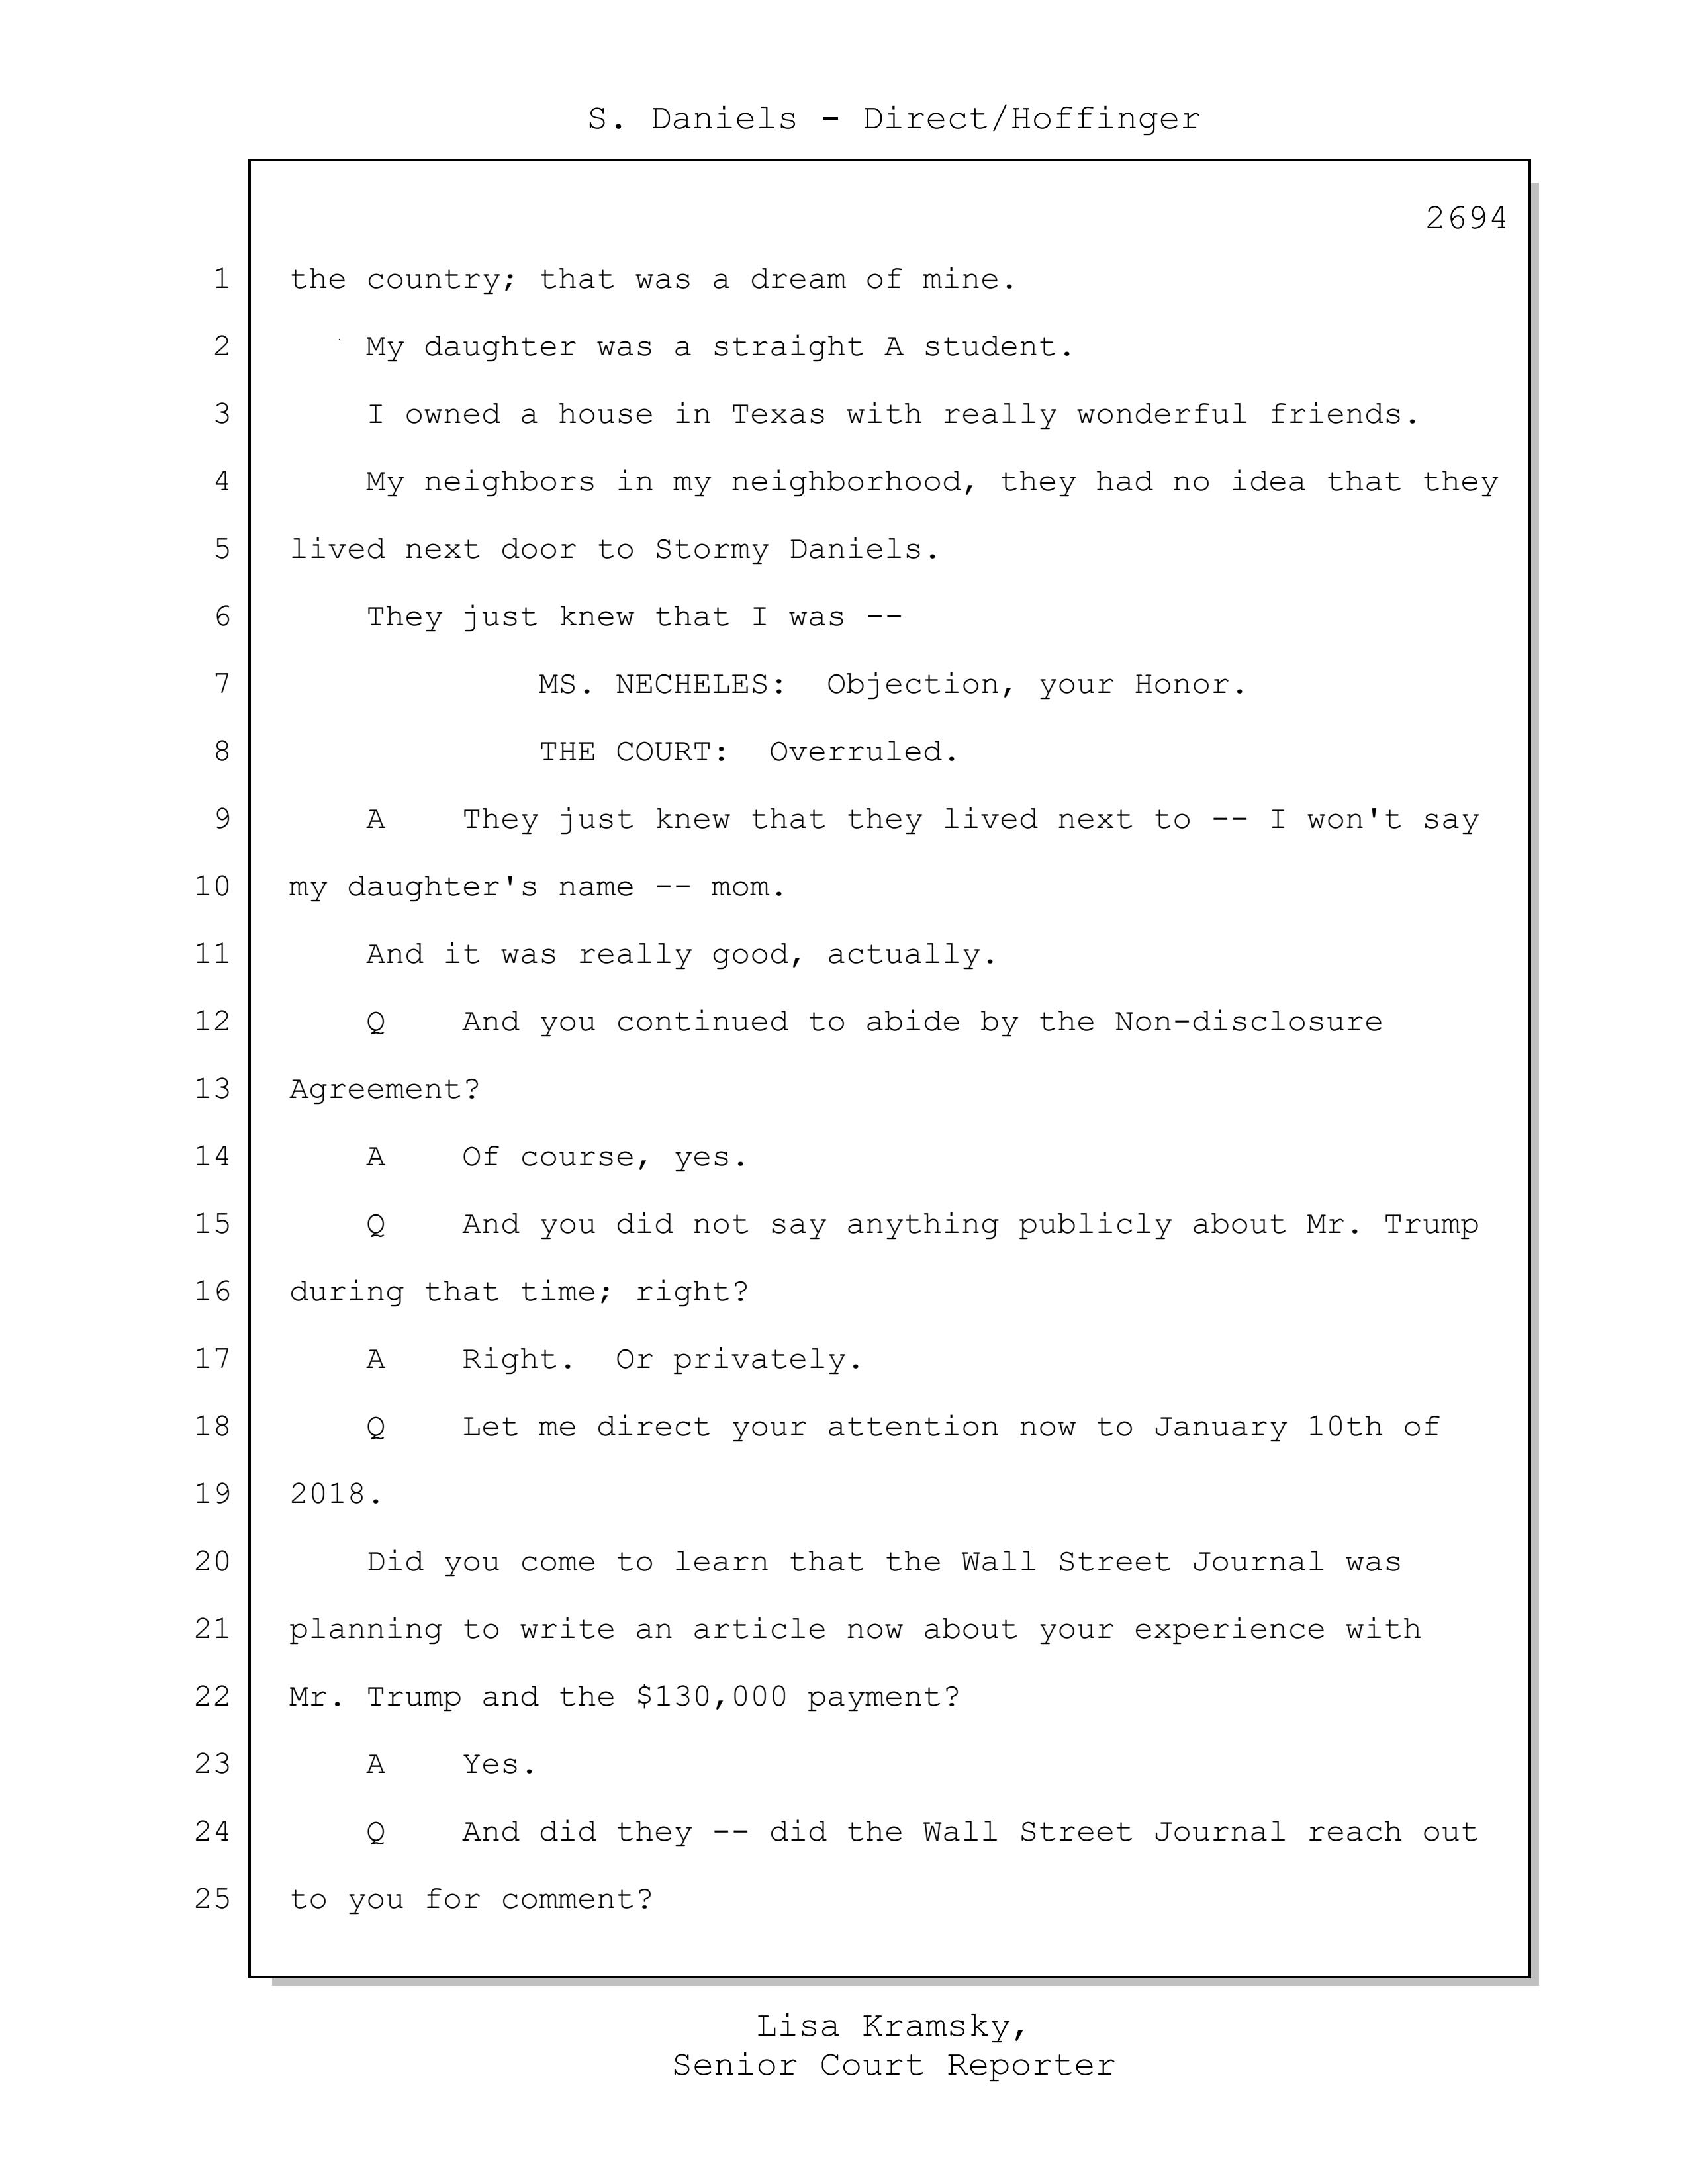 S. Daniels - Direct/Hoffinger
2694
1 the country; that was a dream of mine.
2 My daughter was a straight A student.
3 I owned a house in Texas with really wonderful friends.
4 My neighbors in my neighborhood, they had no idea that they
5 lived next door to Stormy Daniels.
6 They just knew that I was --
7 MS. NECHELES: Objection, your Honor.
8 THE COURT: Overruled.
9 A They just knew that they lived next to -- I won't say
10 my daughter's name -- mom.
11 And it was really good, actually.
12 Q And you continued to abide by the Non-disclosure
13 Agreement?
14 A Of course, yes.
15 Q And you did not say anything publicly about Mr. Trump
16 during that time; right?
17 A Right. Or privately.
18 Q Let me direct your attention now to January 10th of
19 2018.
20 Did you come to learn that the Wall Street Journal was
21 planning to write an article now about your experience with
22 Mr. Trump and the $130,000 payment?
23 A Yes.
24 Q And did they -- did the Wall Street Journal reach out
25 to you for comment?
Lisa Kramsky,
Senior Court Reporter